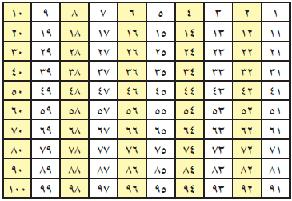 ١ ٢ ٣ ٤ ٥ ٦ ٧ ٨ ٩ ١٠
١١ ١٢ ١٣ ١٤ ١٥ ١٦ ١٧ ١٨ ١٩ ٢٠
٢١ ٢٢ ٢٣ ٢٤ ٢٥ ٢٦ ٢٧ ٢٨ ٢٩ ٣٠
٣١ ٣٢ ٣٣ ٣٤ ٣٥ ٣٦ ٣٧ ٣٨ ٣٩ ٤٠
٤١ ٤٢ ٤٣ ٤٤ ٤٥ ٤٦ ٤٧ ٤٨ ٤٩ ٥٠
٥١ ٥٢ ٥٣ ٥٤ ٥٥ ٥٦ ٥٧ ٥٨ ٥٩ ٦٠
٦١ ٦٢ ٦٣ ٦٤ ٦٥ ٦٦ ٦٧ ٦٨ ٦٩ ٧٠
٧١ ٧٢ ٧٣ ٧٤ ٧٥ ٧٦ ٧٧ ٧٨ ٧٩ ٨٠
٨١ ٨٢ ٨٣ ٨٤ ٨٥ ٨٦ ٨٧ ٨٨ ٨٩ ٩٠
٩١ ٩٢ ٩٣ ٩٤ ٩٥ ٩٦ ٩٧ ٩٨ ٩٩ ١٠٠